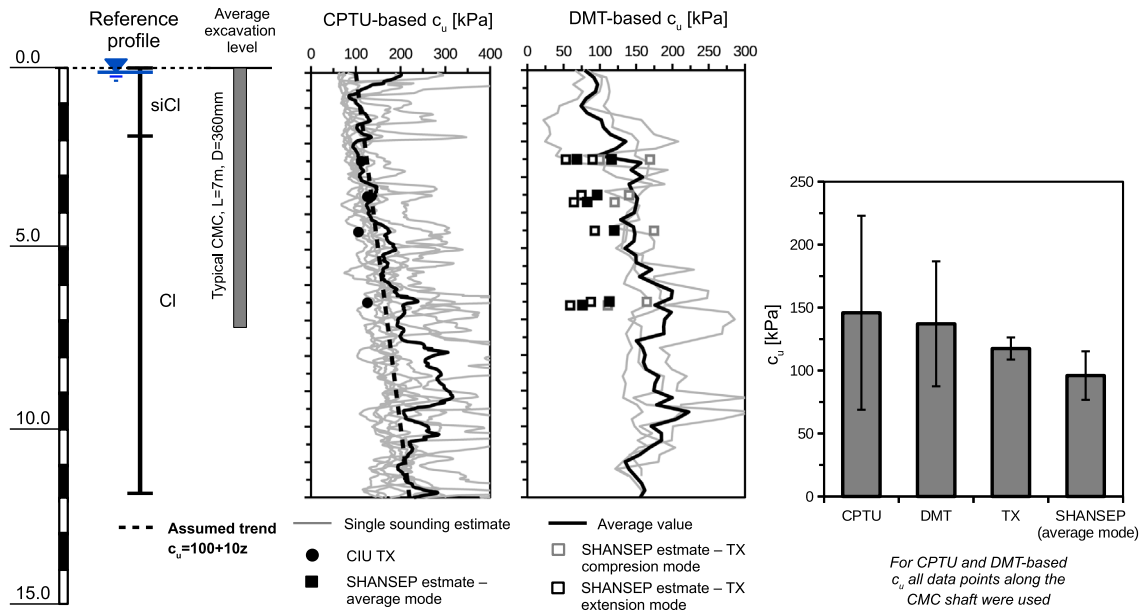 Reference
profile
Average
excavation
level
0.0
5.0
10.0
15.0
siCl
Cl
Typical CMC, L=7m, D=360mm
Assumed trend
cu=100+10z
CPTU-based cu [kPa]
0 100 200 300 400
DMT-based cu [kPa]
0 50 100 150 200 250 300
Single sounding estimate
CIU TX
SHANSEP estmate –
average mode
Average value
SHANSEP estmate – TX
compresion mode
SHANSEP estmate – TX
extension mode
cu [kPa]
250
200
150
100
50
0
CPTU DMT TX SHANSEP
(average mode)
For CPTU and DMT-based
cu all data points along the
CMC shaft were used